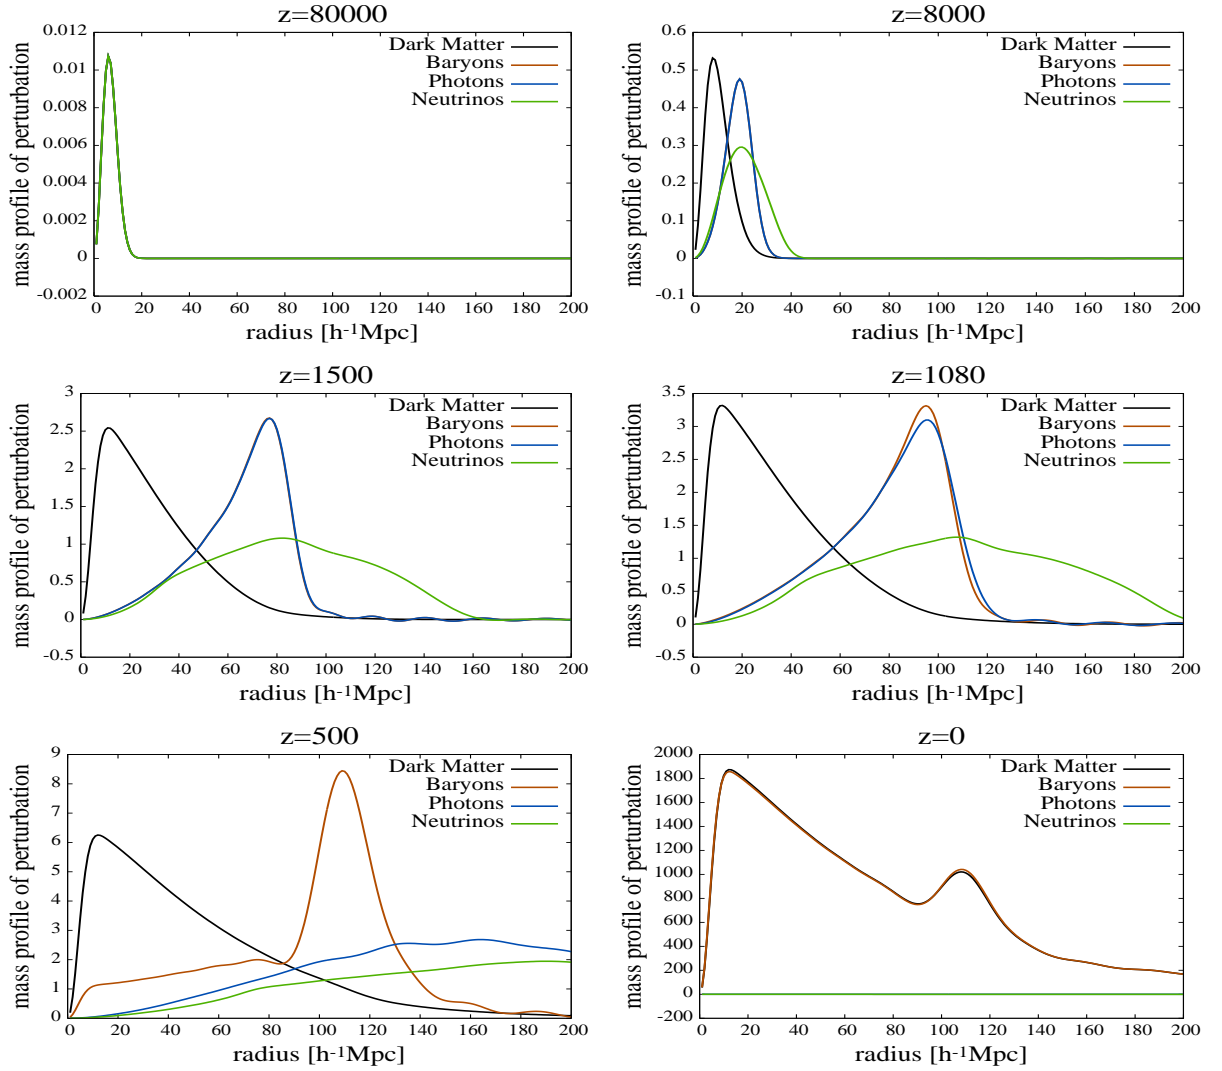 z=80000
mass profile of perturbation
0.012
0.01
0.008
0.006
0.004
0.002
0
-0.002
Dark Matter
Baryons
Photons
Neutrinos
0 20 40 60 80 100 120 140 160 180 200
radius [h-1Mpc]
z=8000
mass profile of perturbation
0.6
0.5
0.4
0.3
0.2
0.1
0
-0.1
Dark Matter
Baryons
Photons
Neutrinos
0 20 40 60 80 100 120 140 160 180 200
radius [h-1Mpc]
z=1500
mass profile of perturbation
3
2.5
2
1.5
1
0.5
0
-0.5
Dark Matter
Baryons
Photons
Neutrinos
0 20 40 60 80 100 120 140 160 180 200
radius [h-1Mpc]
z=1080
mass profile of perturbation
3.5
3
2.5
2
1.5
1
0.5
0
-0.5
Dark Matter
Baryons
Photons
Neutrinos
0 20 40 60 80 100 120 140 160 180 200
radius [h-1Mpc]
z=500
mass profile of perturbation
9
8
7
6
5
4
3
2
1
0
Dark Matter
Baryons
Photons
Neutrinos
0 20 40 60 80 100 120 140 160 180 200
radius [h-1Mpc]
z=0
mass profile of perturbation
2000
1800
1600
1400
1200
1000
800
600
400
200
0
-200
Dark Matter
Baryons
Photons
Neutrinos
0 20 40 60 80 100 120 140 160 180 200
radius [h-1Mpc]